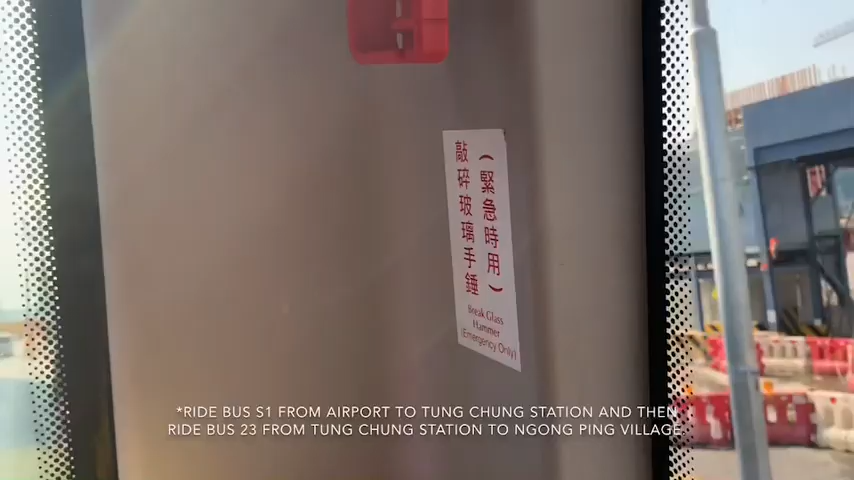 敲碎玻璃手錘
（緊急時用）
Break Glass
Hammer
(Emergency Only)
*RIDE BUS S1 FROM AIRPORT TO TUNG CHUNG STATION AND THEN
RIDE BUS 23 FROM TUNG CHUNG STATION TO NGONG PING VILLAGE.